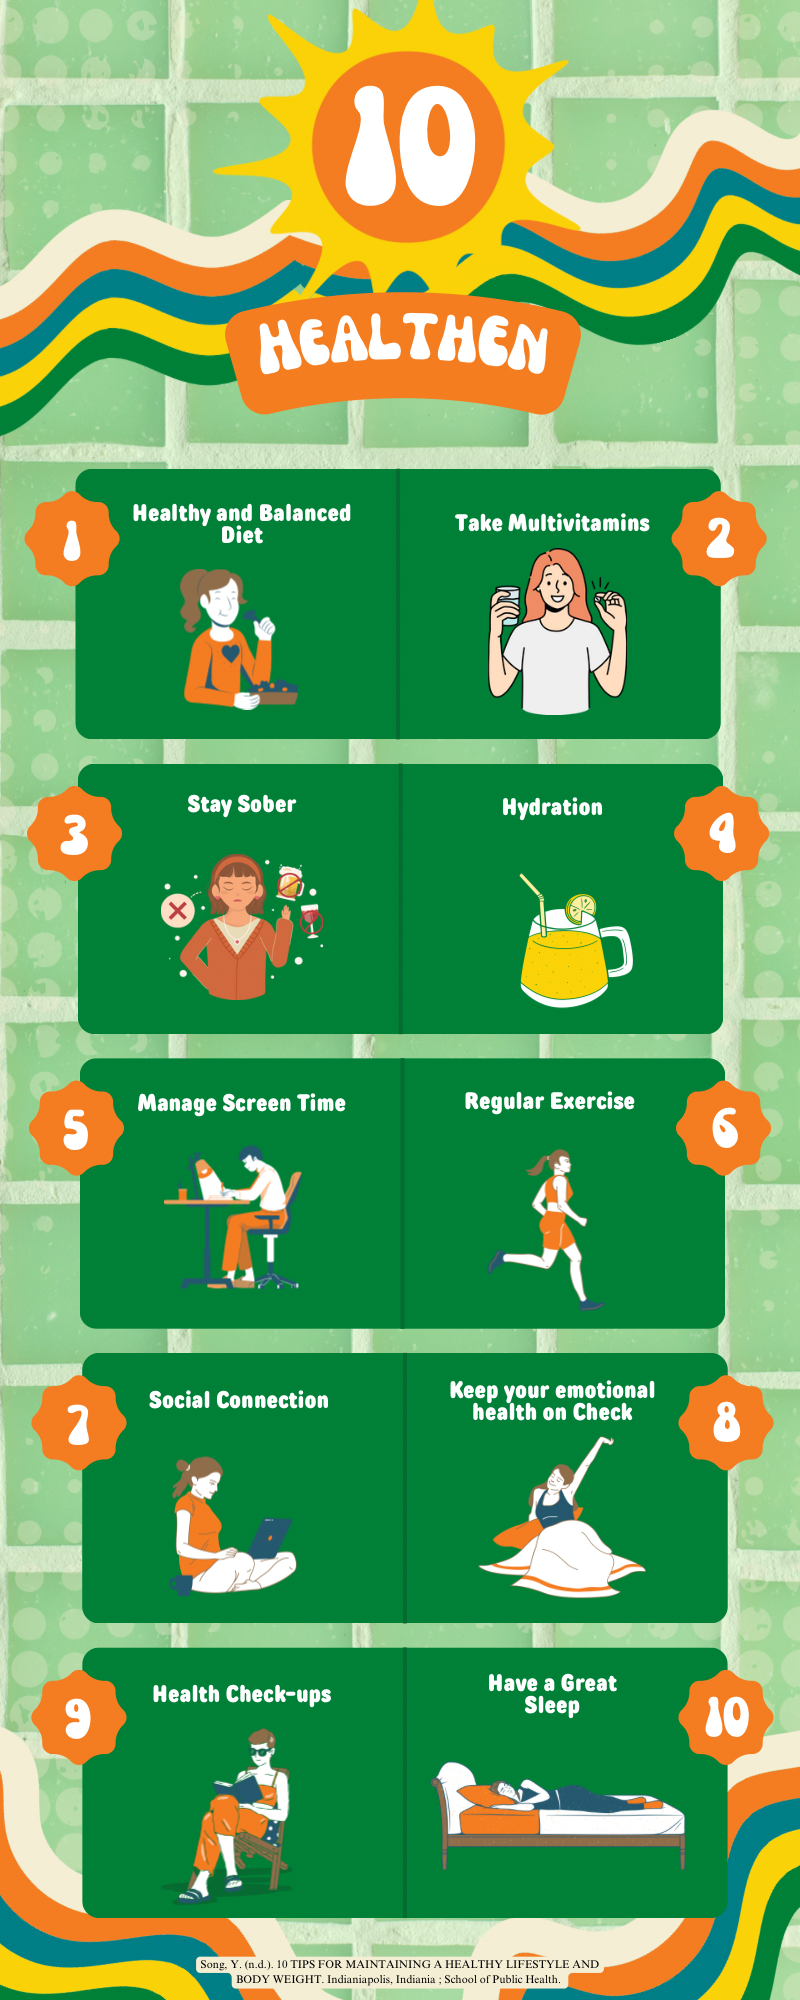 10
HEALTHEN
1
Healthy and Balanced
Diet
Take Multivitamins
2
3
Stay Sober
Hydration
4
5
Manage Screen Time
Regular Exercise
6
7
Social Connection
Keep your emotional
health on Check
8
9
Health Check-ups
Have a Great
Sleep
10
Song, Y. (n.d.). 10 TIPS FOR MAINTAINING A HEALTHY LIFESTYLE AND
BODY WEIGHT. Indianiapolis, Indiania ; School of Public Health.